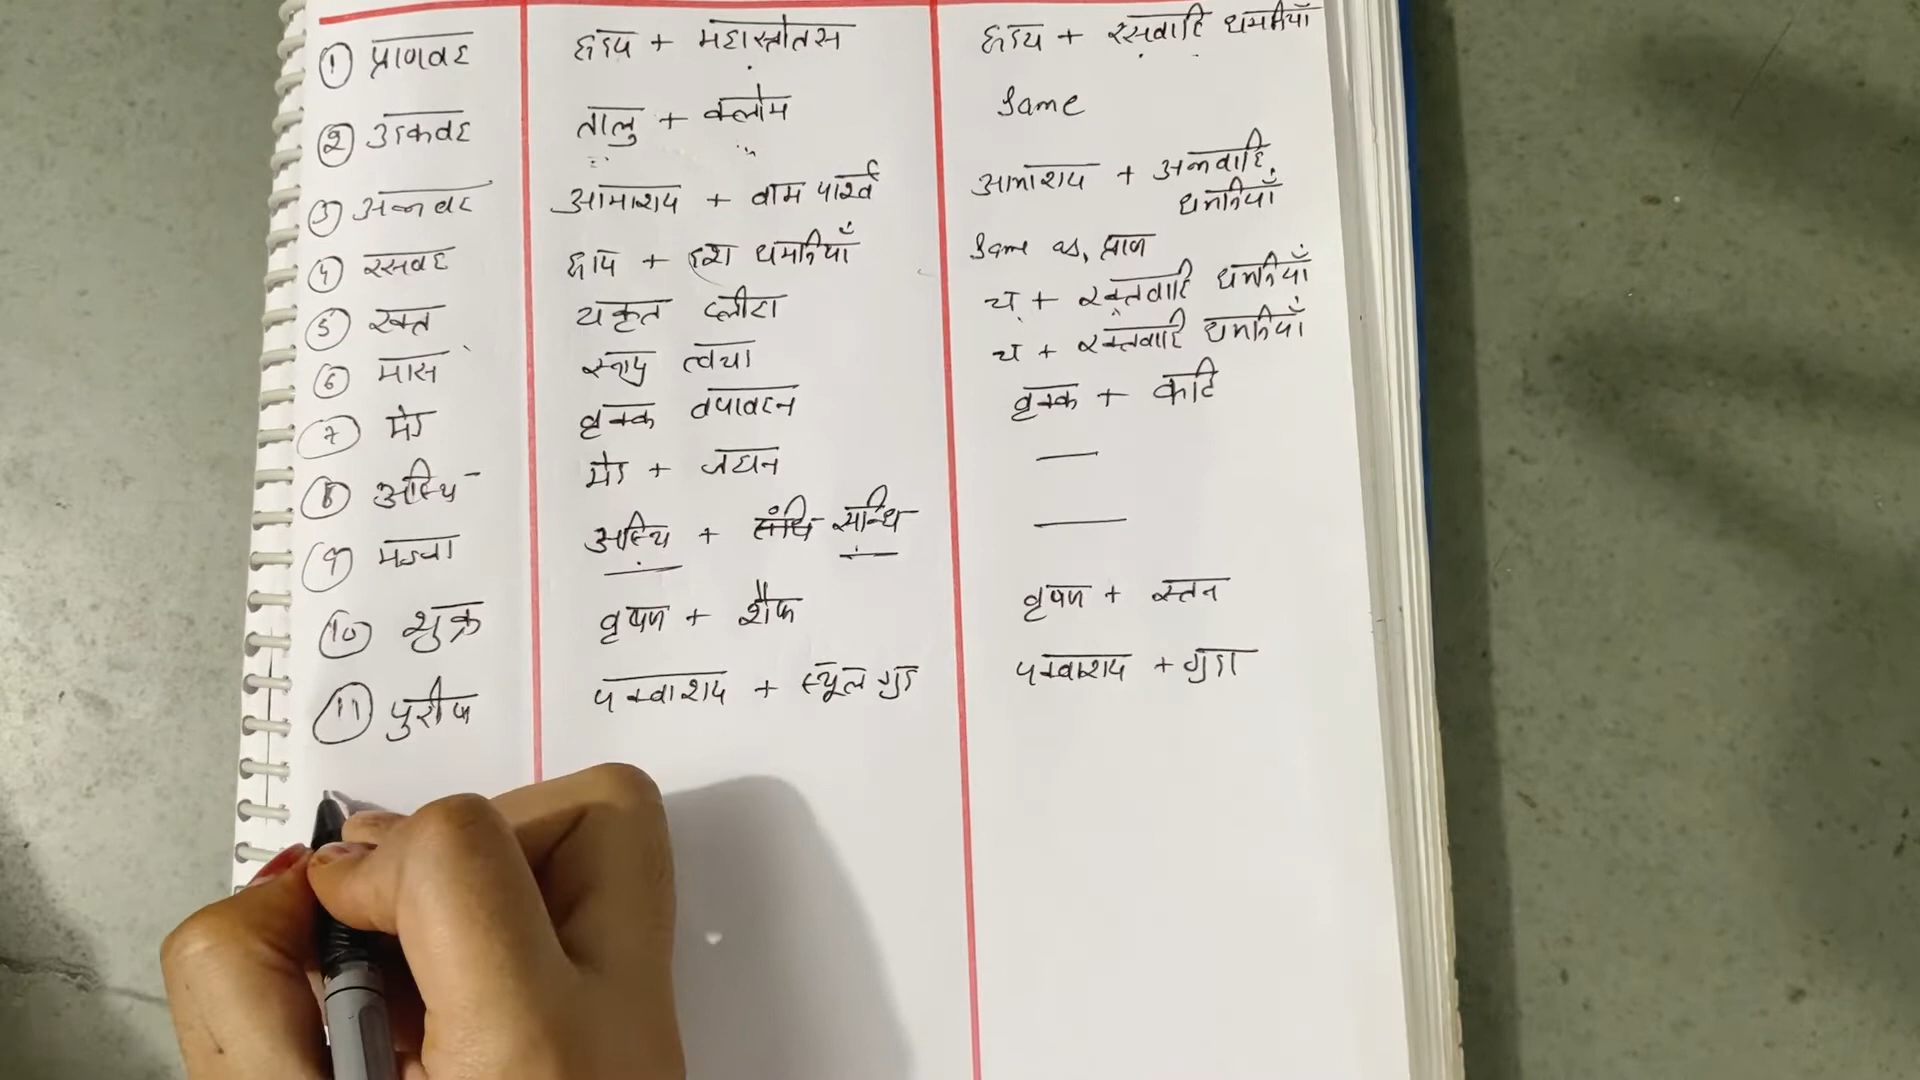 ① प्राणवह हृदय + महास्त्रोतस हृदय + रसवाहि धमनियाँ
② उदकवह तालु + क्लोम Same
③ अन्नवह आमाशय + वाम पार्श्व आमाशय + अन्नवाहि
धमनियाँ
④ रसवह हृदय + दश धमनियाँ Same as, प्राण
⑤ रक्त यकृत प्लीहा य + रक्तवाहि धमनियाँ
⑥ मांस स्नायु त्वचा य + रक्तवाहि धमनियाँ
⑦ मेद वृक्क वपावहन वृक्क + कटि
⑧ अस्थि मेद + जघन —
⑨ मज्जा अस्थि + संधि सन्धि —
⑩ शुक्र वृषण + शैफ वृषण + स्तन
⑪ पुरीष पक्वाशय + स्थूल गुद पक्वाशय + गुदा